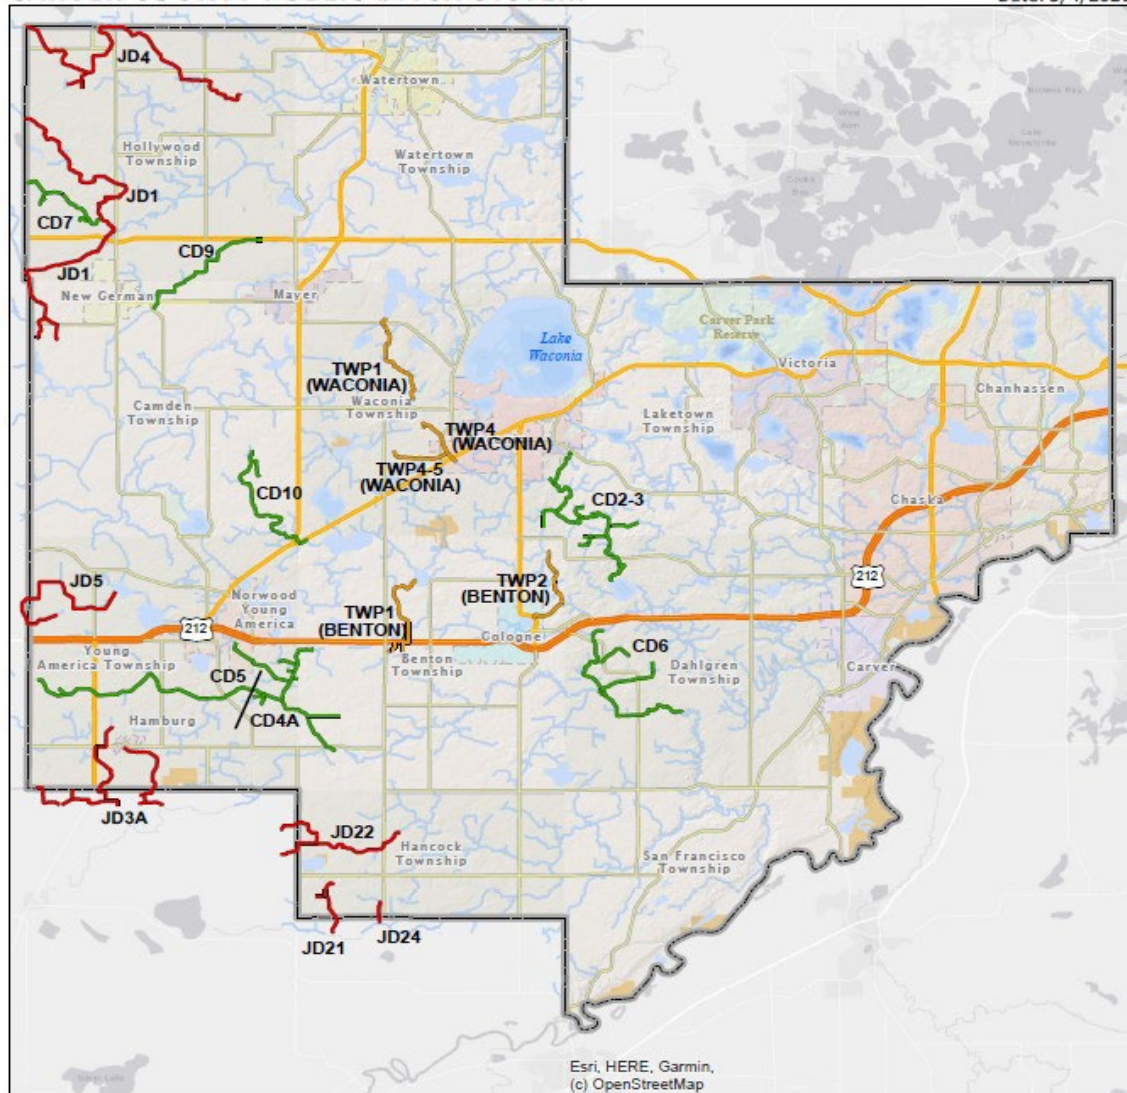 JD4
Watertown
Hollywood
Township
Watertown
Township
JD1
CD7
CD9
JD1
New German
Mayer
Lake
Waconia
Carver Park
Reserve
Victoria
Chanhassen
TWP1
(WACONIA)
Waconia
Township
Camden
Township
Laketown
Township
TWP4
(WACONIA)
TWP4-5
(WACONIA)
CD10
CD2-3
Chaska
JD5
TWP2
(BENTON)
212
Norwood
Young
America
TWP1
(BENTON)
212
Cologne
Young
America Township
Benton
Township
CD6
Dahlgren
Township
Carver
CD5
CD4A
Hamburg
JD3A
JD22
Hancock
Township
San Francisco
Township
JD21
JD24
Esri, HERE, Garmin,
(c) OpenStreetMap